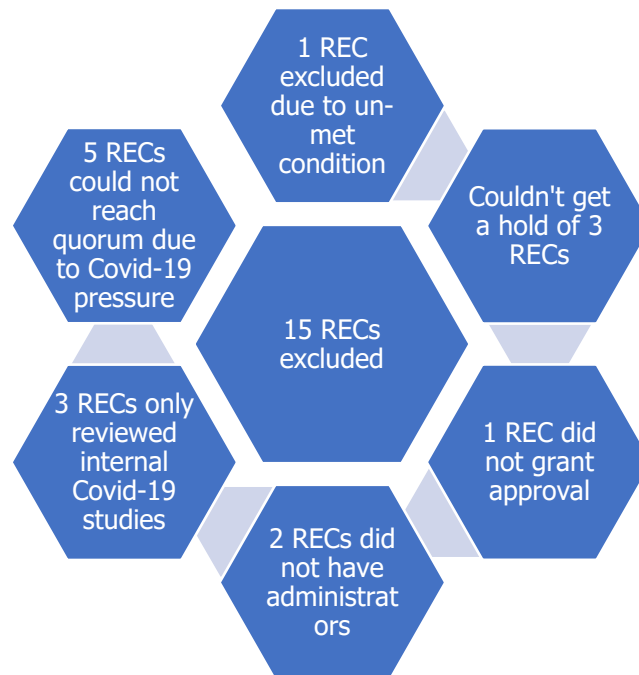 1 REC
excluded
due to un-
met
condition
Couldn't get
a hold of 3
RECs
1 REC did
not grant
approval
2 RECs did
not have
administrat
ors
3 RECs only
reviewed
internal
Covid-19
studies
5 RECs
could not
reach
quorum due
to Covid-19
pressure
15 RECs
excluded